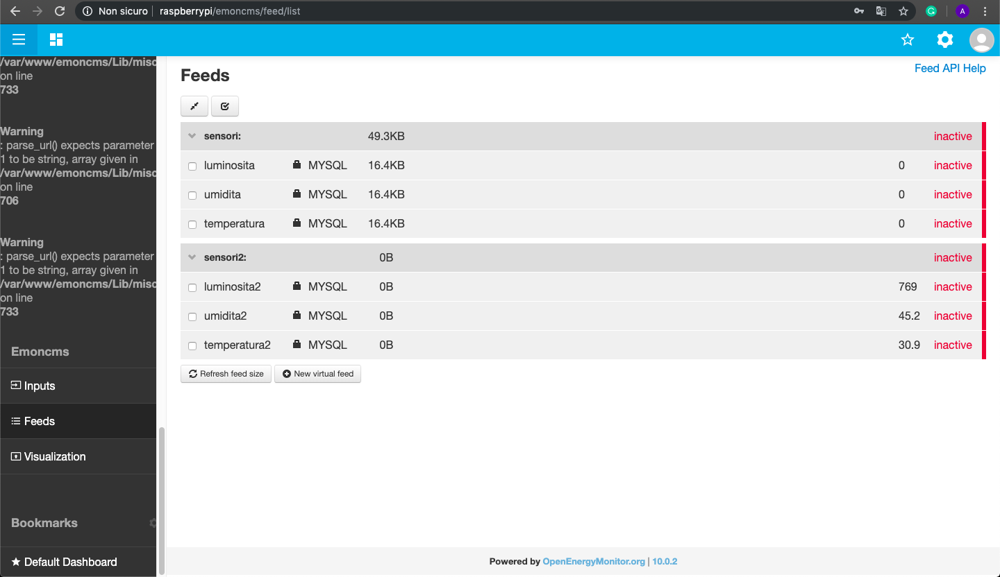 Non sicuro | raspberrypi/emoncms/feed/list
A
/var/www/emoncms/Lib/misc
on line
733
Warning
: parse_url() expects parameter
1 to be string, array given in
/var/www/emoncms/Lib/misc
on line
706
Warning
: parse_url() expects parameter
1 to be string, array given in
/var/www/emoncms/Lib/misc
on line
733
Emoncms
Inputs
Feeds
Visualization
Bookmarks
Default Dashboard
Feeds
Feed API Help
sensori: 49.3KB inactive
luminosita MYSQL 16.4KB 0 inactive
umidita MYSQL 16.4KB 0 inactive
temperatura MYSQL 16.4KB 0 inactive
sensori2: 0B inactive
luminosita2 MYSQL 0B 769 inactive
umidita2 MYSQL 0B 45.2 inactive
temperatura2 MYSQL 0B 30.9 inactive
Refresh feed size New virtual feed
Powered by OpenEnergyMonitor.org | 10.0.2